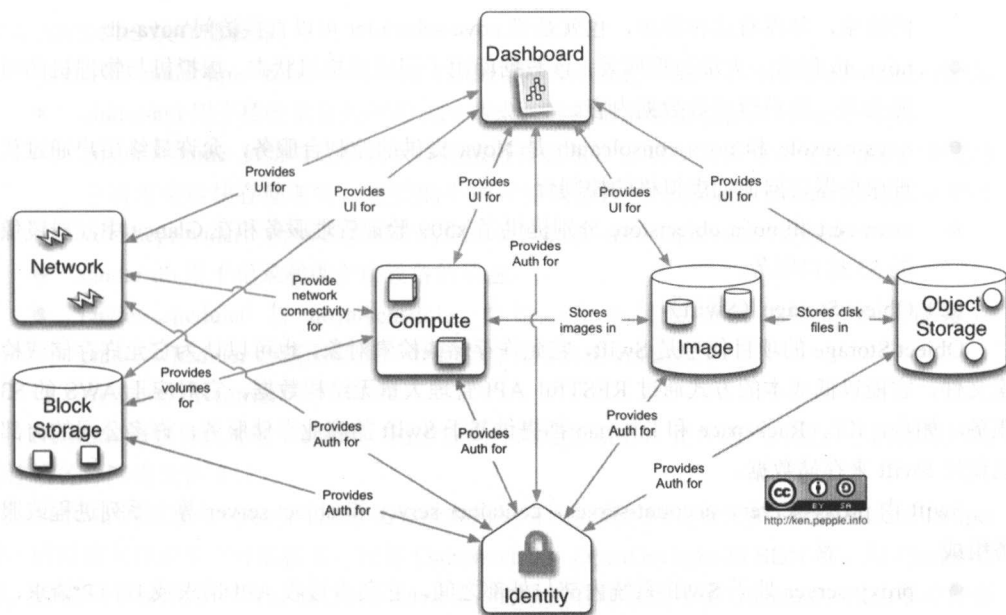 Dashboard
Provides
UI for
Provides
UI for
Provides
UI for
Provides
UI for
Provides
UI for
Provides
Auth for
Network
Provide
network
connectivity
for
Compute
Stores
images in
Image
Stores disk
files in
Object
Storage
Provides
volumes
for
Block
Storage
Provides
Auth for
Provides
Auth for
Provides
Auth for
Provides
Auth for
Provides
Auth for
cc
BY
http://ken.pepple.info
Identity